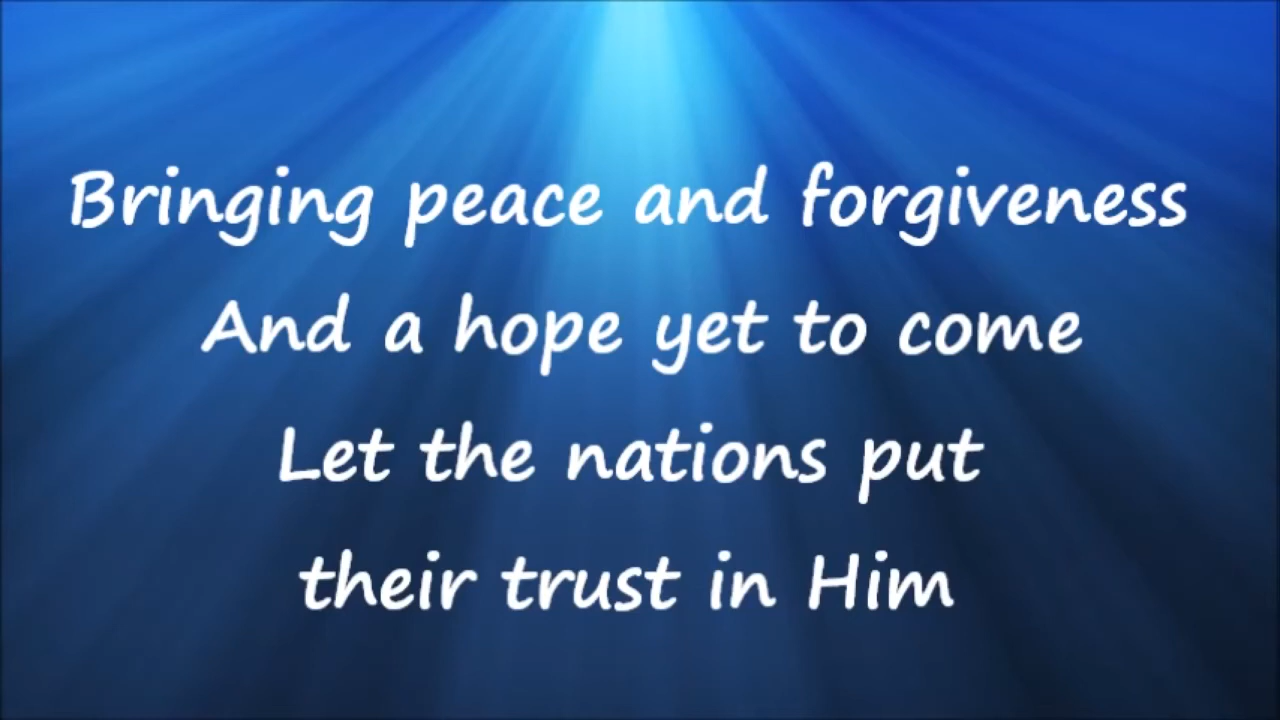 Bringing peace and forgiveness
And a hope yet to come
Let the nations put
their trust in Him